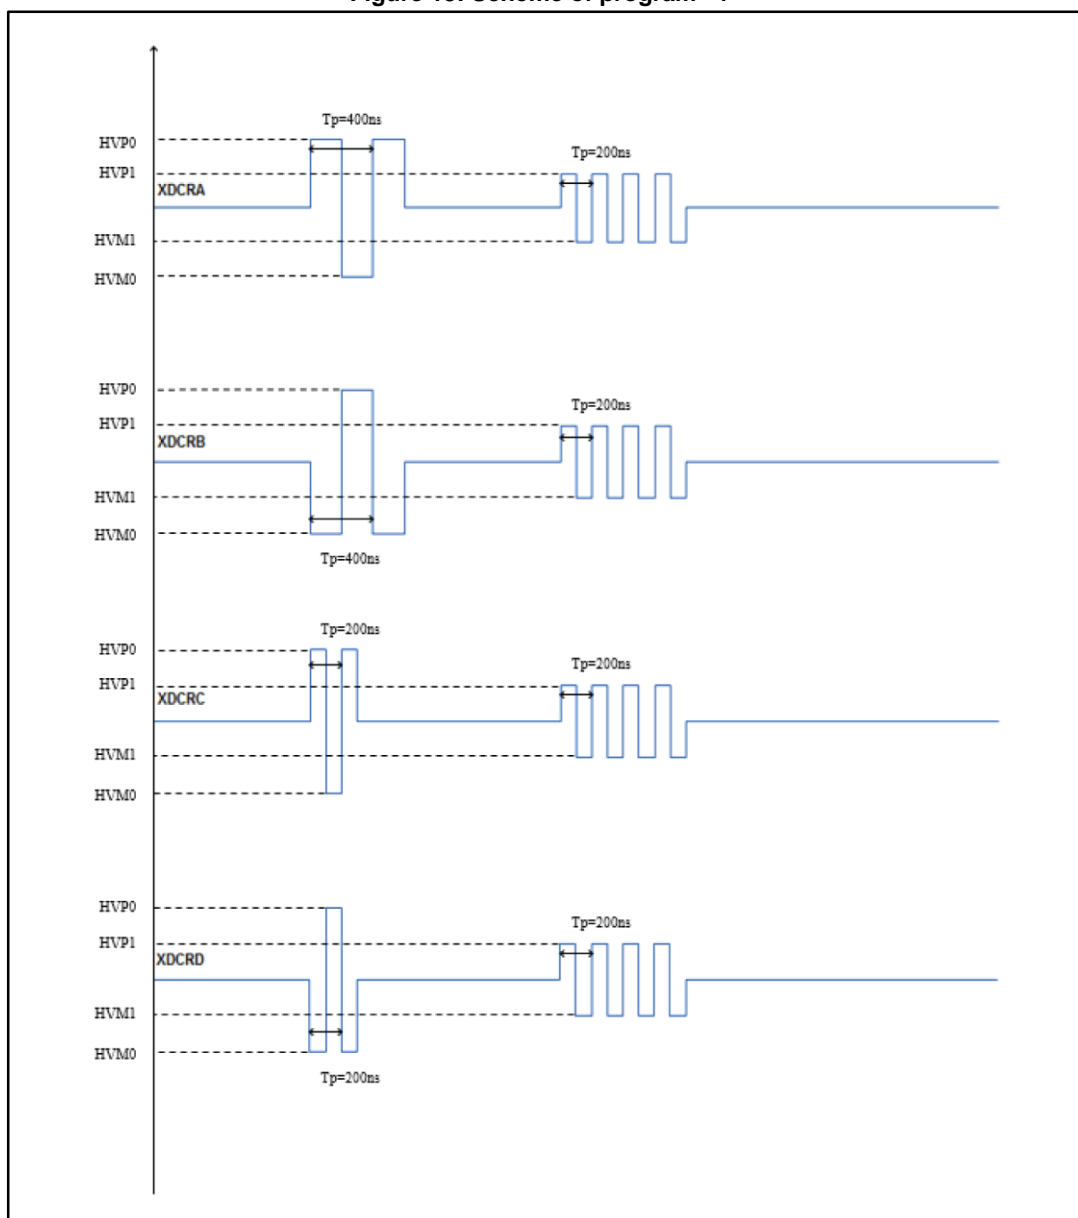 Tp=400ns
HVP0
Tp=200ns
HVP1
XDCRA
HVM1
HVM0
HVP0
Tp=200ns
HVP1
XDCRB
HVM1
HVM0
Tp=400ns
Tp=200ns
HVP0
Tp=200ns
HVP1
XDCRC
HVM1
HVM0
HVP0
Tp=200ns
HVP1
XDCRD
HVM1
HVM0
Tp=200ns